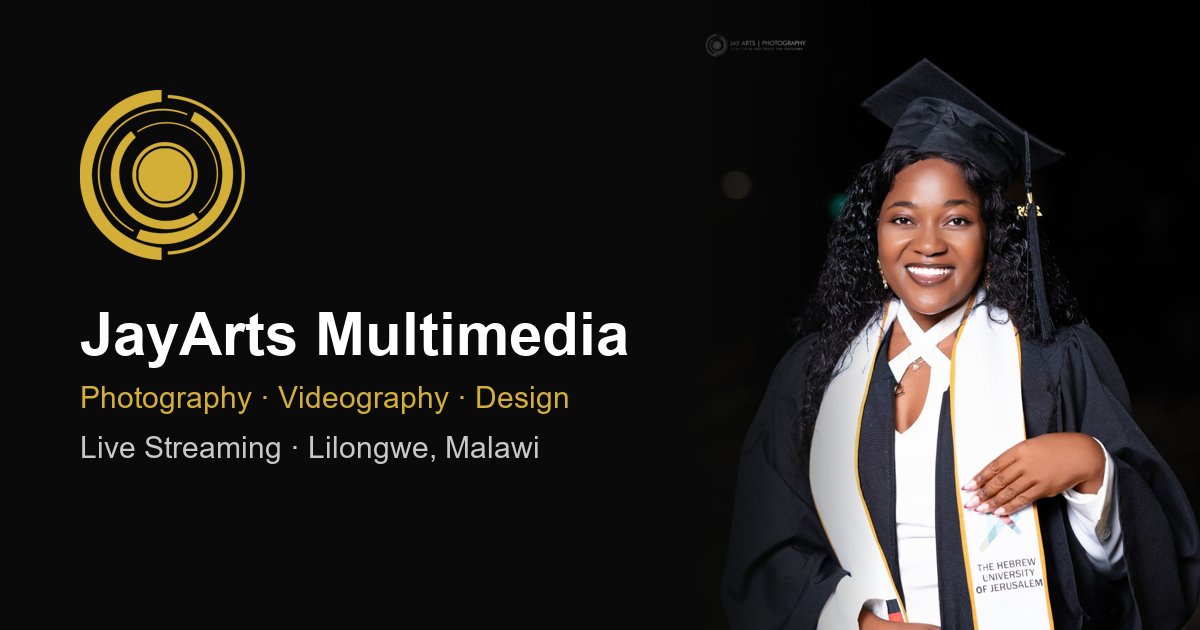 JayArts Multimedia
Photography · Videography · Design
Live Streaming · Lilongwe, Malawi
JAY ARTS | PHOTOGRAPHY
THE HEBREW
UNIVERSITY
OF JERUSALEM